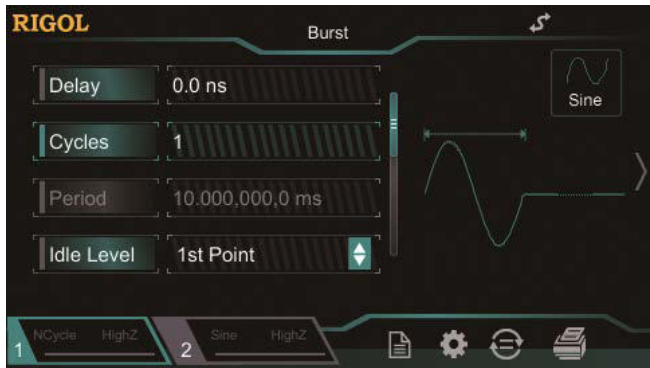 RIGOL
Burst
Delay 0.0 ns
Sine
Cycles 1
Period 10.000,000,0 ms
Idle Level 1st Point
1 NCycle HighZ
2 Sine HighZ